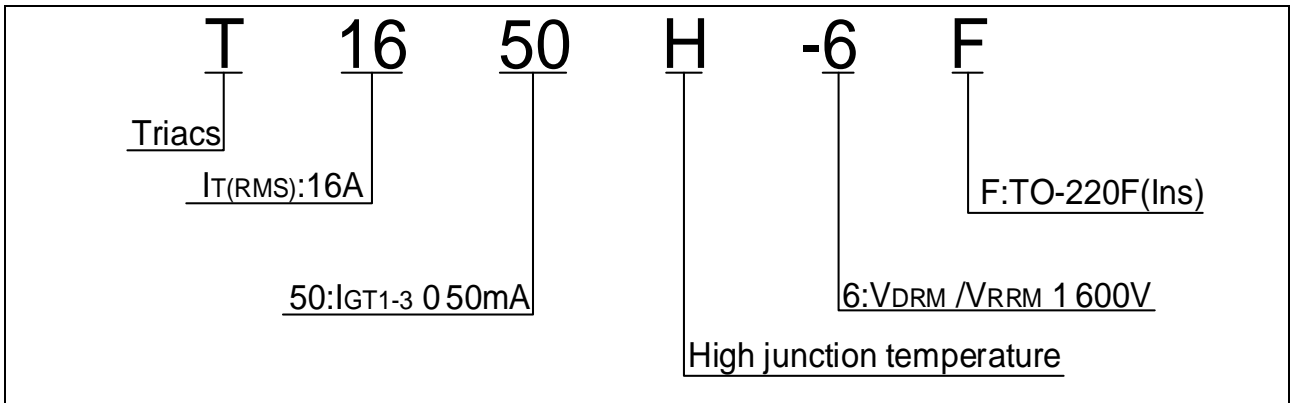 T 16 50 H -6 F
Triacs
IT(RMS):16A
F:TO-220F(Ins)
50:IGT1-3 0 50mA
6:VDRM /VRRM 1 600V
High junction temperature